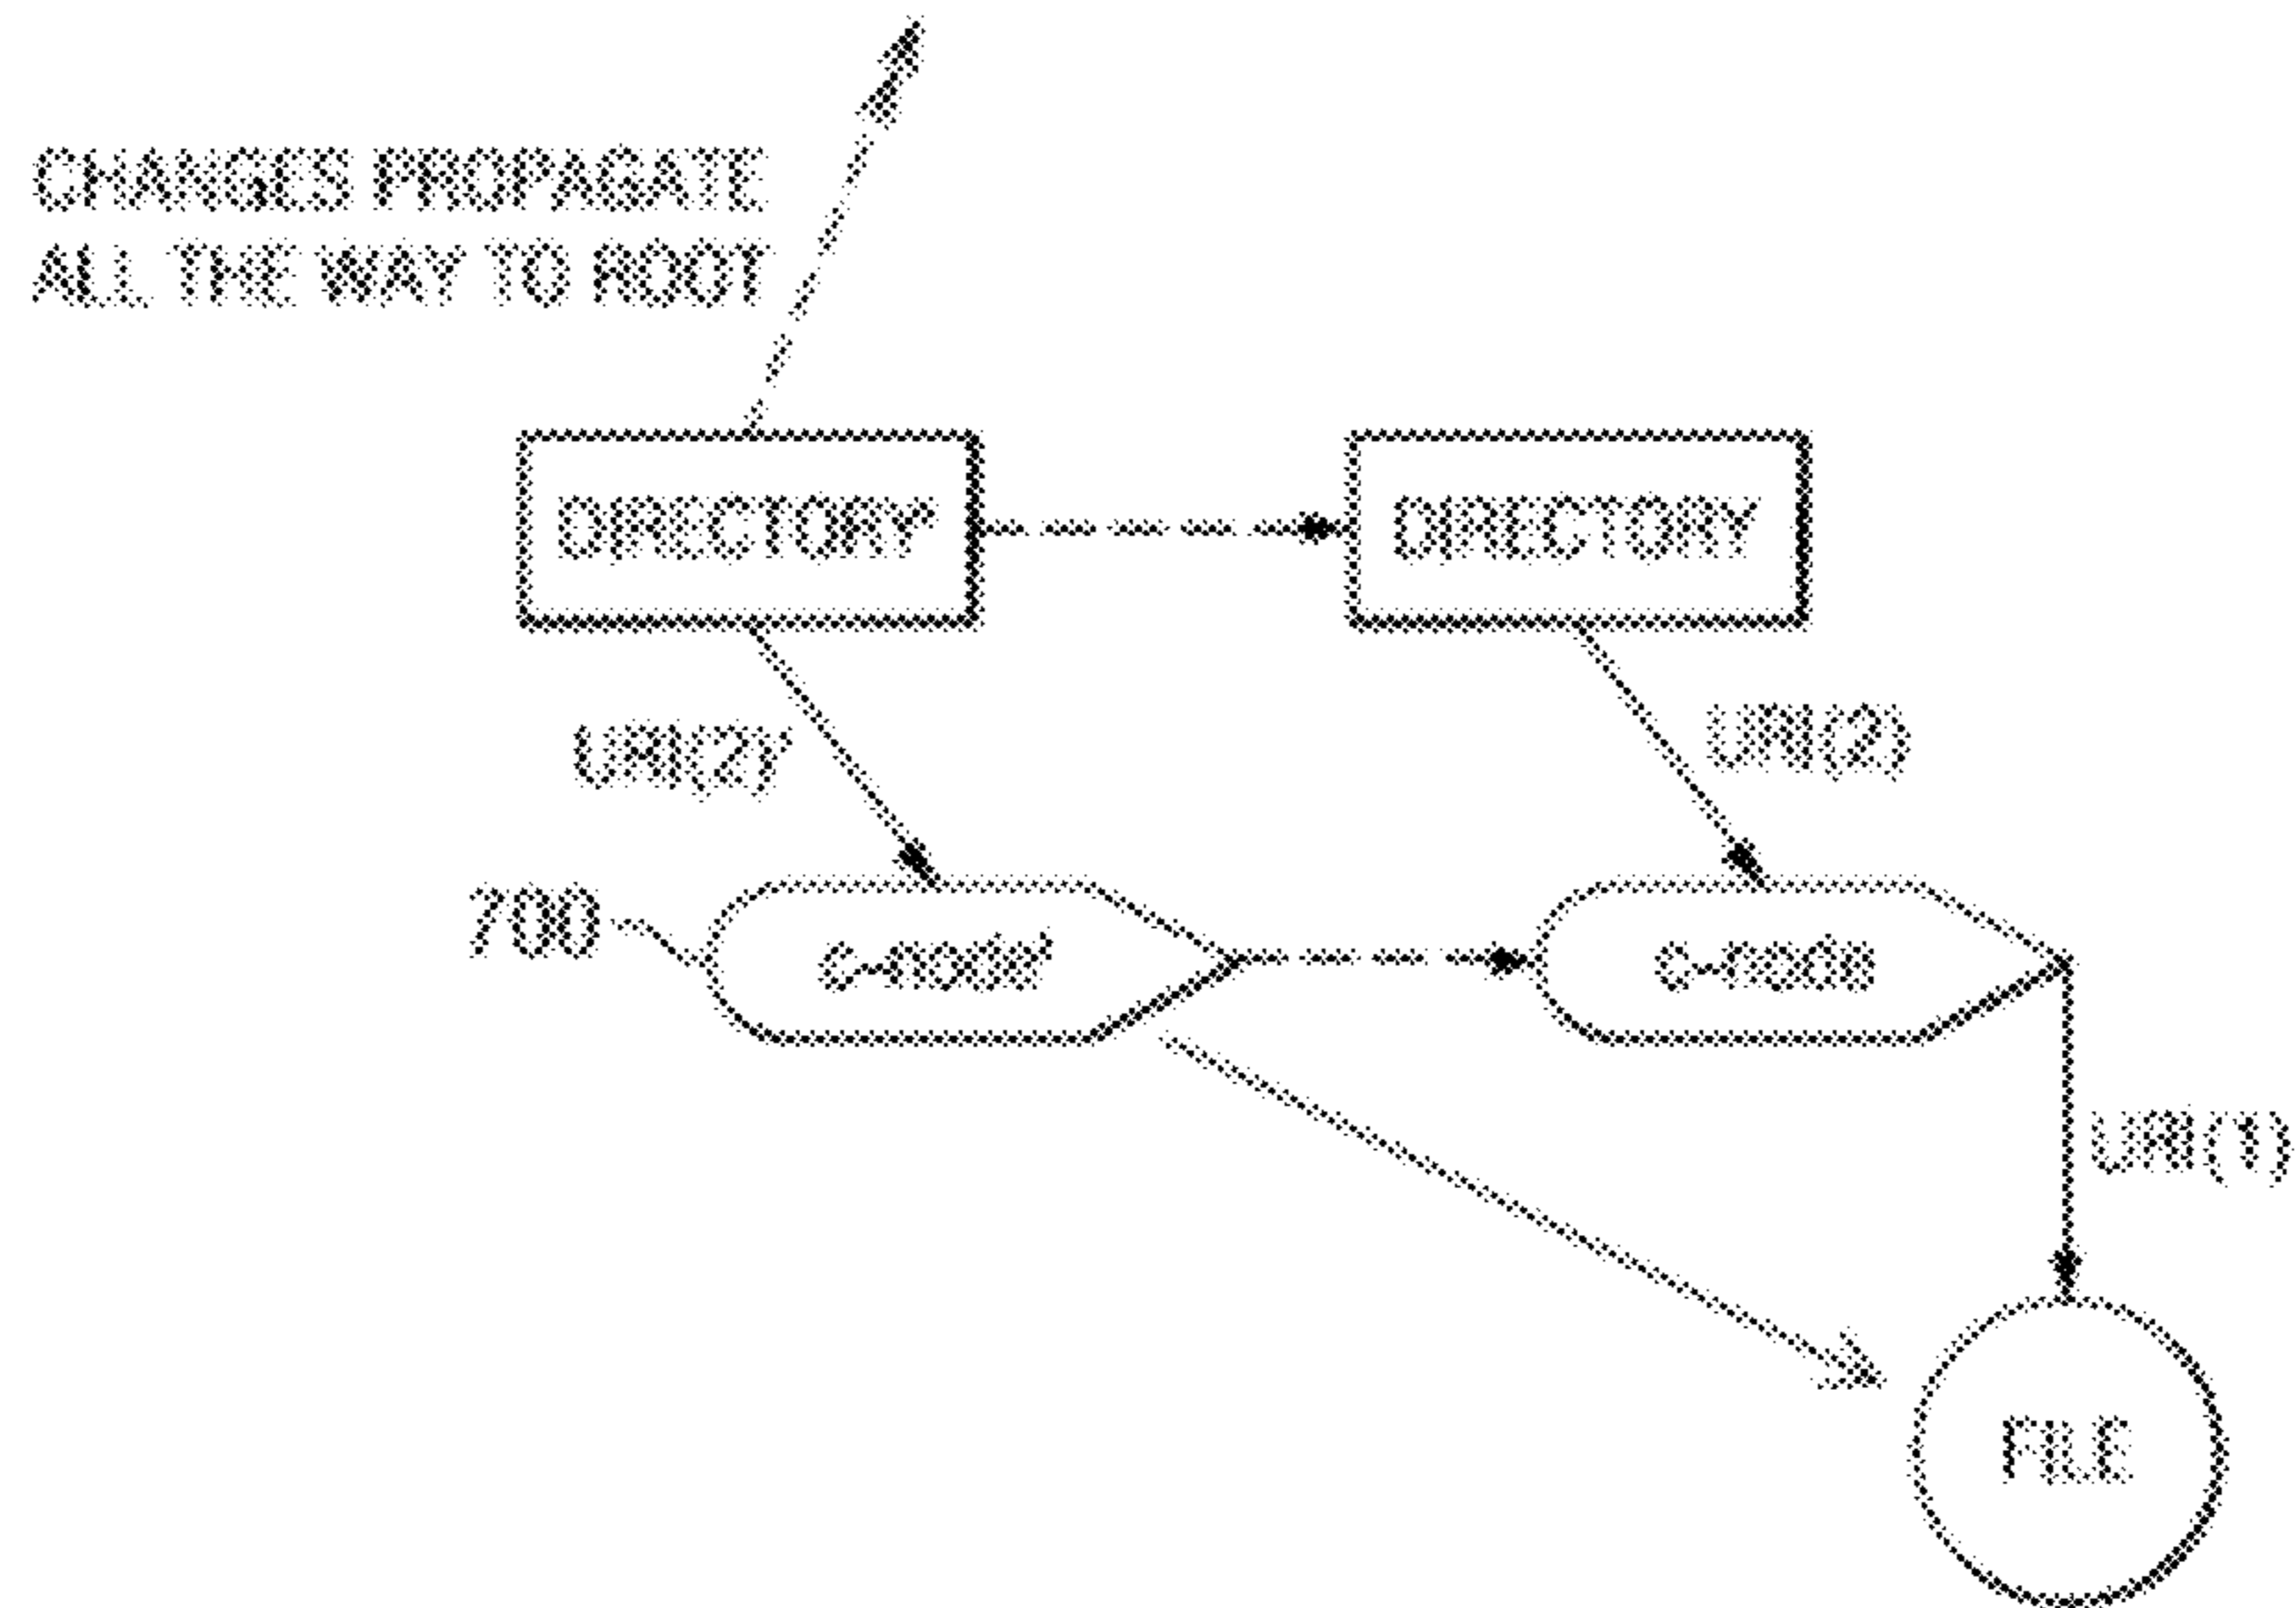 CHANGES PROPAGATE
ALL THE WAY TO ROOT
DIRECTORY'
DIRECTORY
URI(2)'
URI(2)
700
c-node'
c-node
URI(1)
FILE